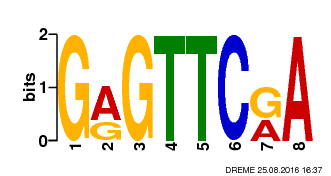 2
1
0
bits
GAGTTCGA
GA
1 2 3 4 5 6 7 8
DREME 25.08.2016 16:37